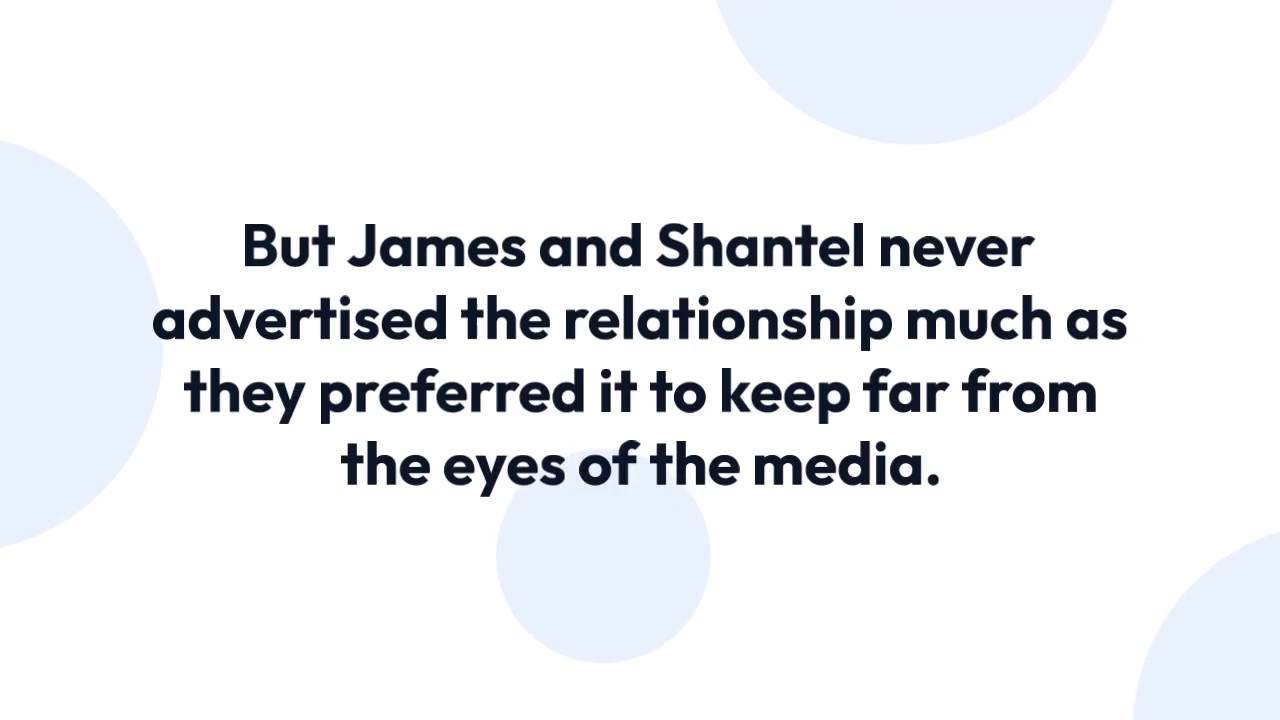 But James and Shantel never
advertised the relationship much as
they preferred it to keep far from
the eyes of the media.